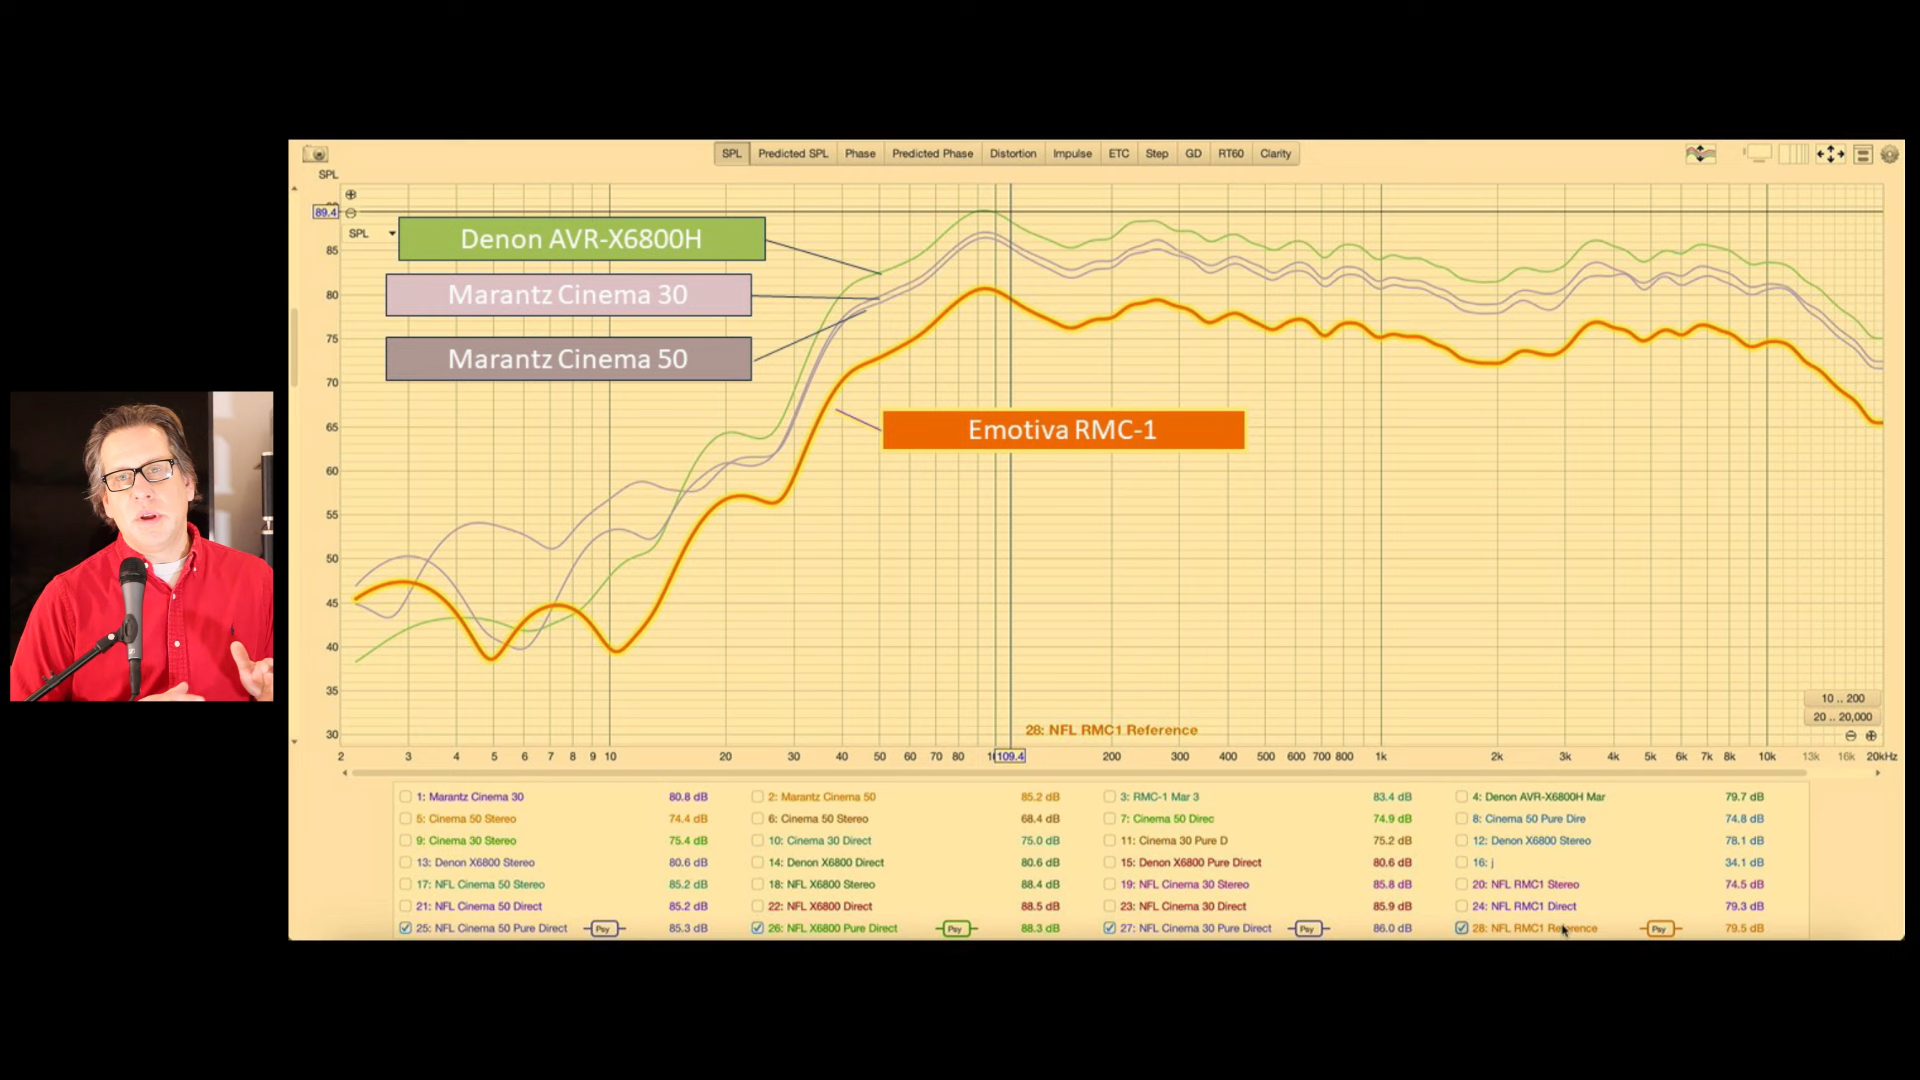 SPL Predicted SPL Phase Predicted Phase Distortion Impulse ETC Step GD RT60 Clarity
SPL
89.4
SPL
Denon AVR-X6800H
Marantz Cinema 30
Marantz Cinema 50
Emotiva RMC-1
85
80
75
70
65
60
55
50
45
40
35
30
10 .. 200
20 .. 20,000
28: NFL RMC1 Reference
2 3 4 5 6 7 8 9 10 20 30 40 50 60 70 80 109.4 200 300 400 500 600 700 800 1k 2k 3k 4k 5k 6k 7k 8k 10k 13k 16k 20kHz
1: Marantz Cinema 30 80.8 dB 2: Marantz Cinema 50 85.2 dB 3: RMC-1 Mar 3 83.4 dB 4: Denon AVR-X6800H Mar 79.7 dB
5: Cinema 50 Stereo 74.4 dB 6: Cinema 50 Stereo 68.4 dB 7: Cinema 50 Direc 74.9 dB 8: Cinema 50 Pure Dire 74.8 dB
9: Cinema 30 Stereo 75.4 dB 10: Cinema 30 Direct 75.0 dB 11: Cinema 30 Pure D 75.2 dB 12: Denon X6800 Stereo 78.1 dB
13: Denon X6800 Stereo 80.6 dB 14: Denon X6800 Direct 80.6 dB 15: Denon X6800 Pure Direct 80.6 dB 16: j 34.1 dB
17: NFL Cinema 50 Stereo 85.2 dB 18: NFL X6800 Stereo 88.4 dB 19: NFL Cinema 30 Stereo 85.8 dB 20: NFL RMC1 Stereo 74.5 dB
21: NFL Cinema 50 Direct 85.2 dB 22: NFL X6800 Direct 88.5 dB 23: NFL Cinema 30 Direct 85.9 dB 24: NFL RMC1 Direct 79.3 dB
25: NFL Cinema 50 Pure Direct Psy 85.3 dB 26: NFL X6800 Pure Direct Psy 88.3 dB 27: NFL Cinema 30 Pure Direct Psy 86.0 dB 28: NFL RMC1 Reference Psy 79.5 dB